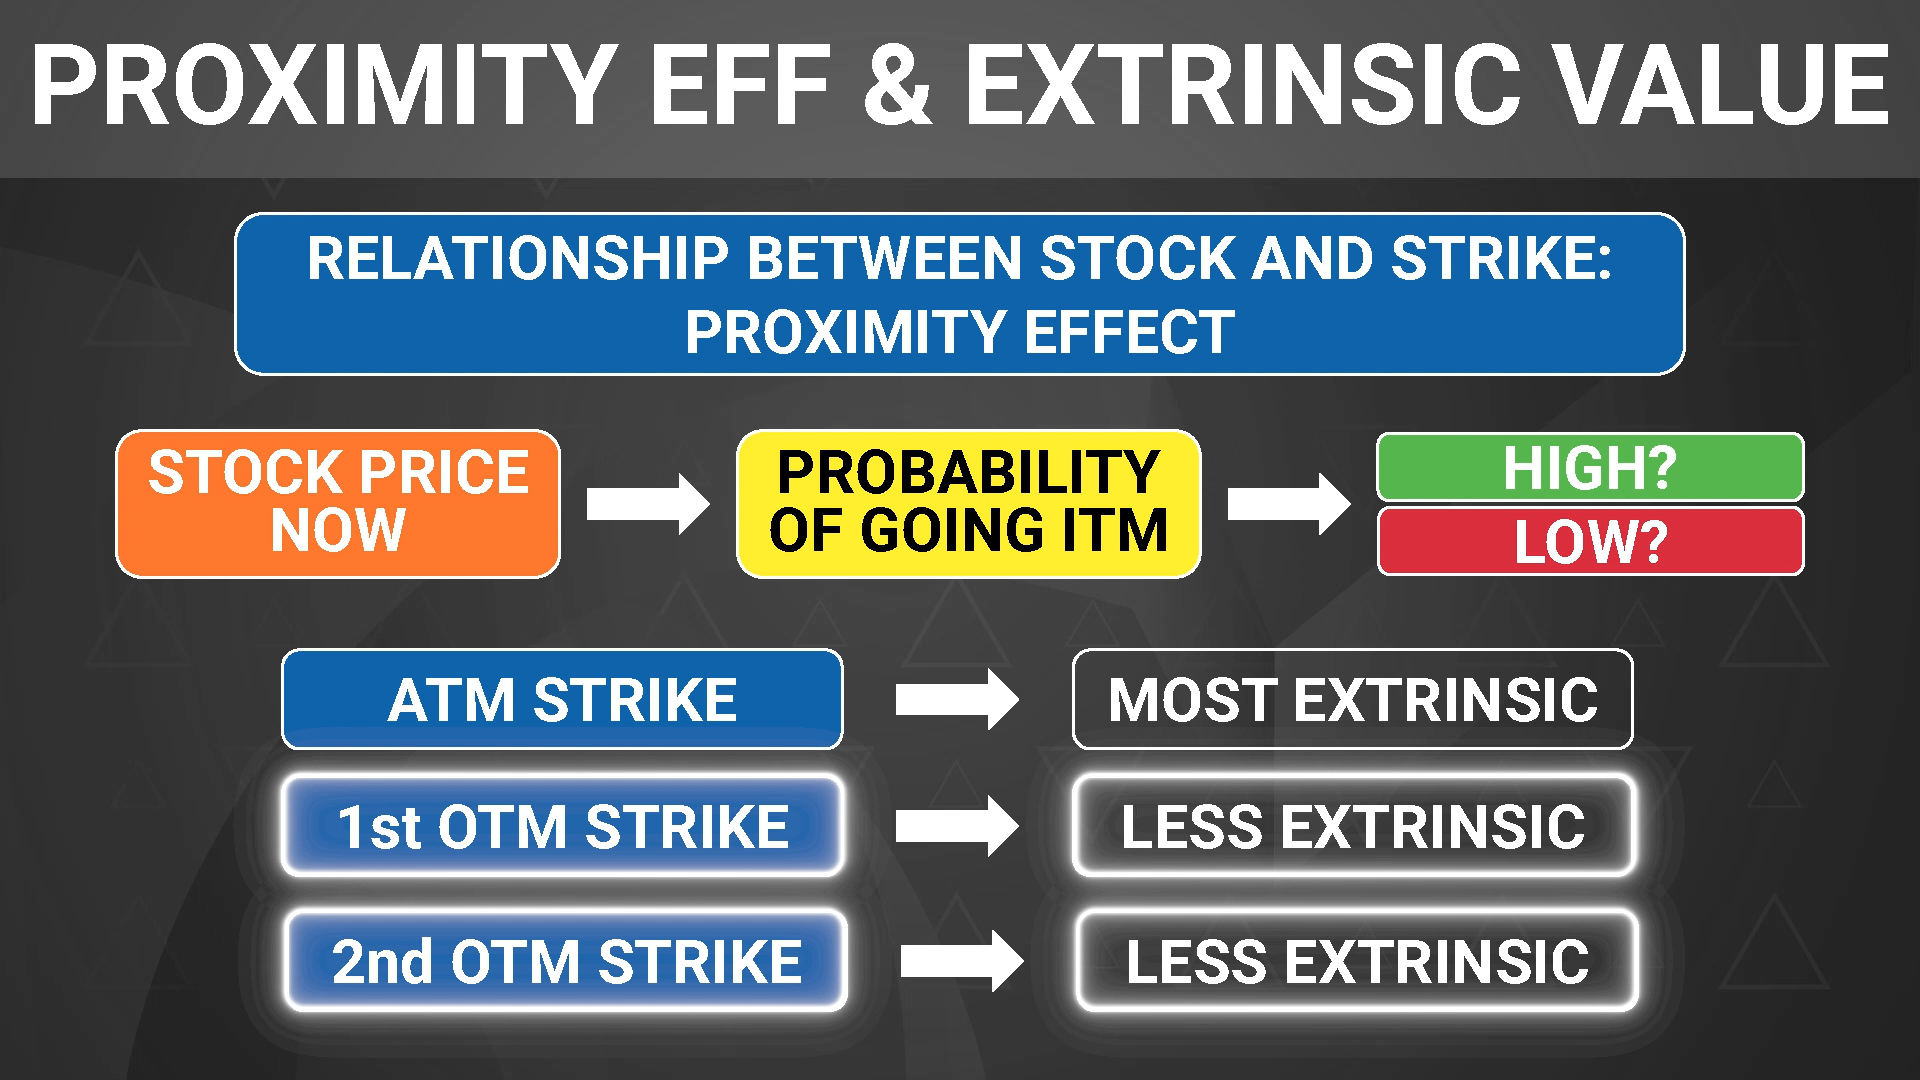 PROXIMITY EFF & EXTRINSIC VALUE
RELATIONSHIP BETWEEN STOCK AND STRIKE:
PROXIMITY EFFECT
STOCK PRICE
NOW
PROBABILITY
OF GOING ITM
HIGH?
LOW?
ATM STRIKE
MOST EXTRINSIC
1st OTM STRIKE
LESS EXTRINSIC
2nd OTM STRIKE
LESS EXTRINSIC